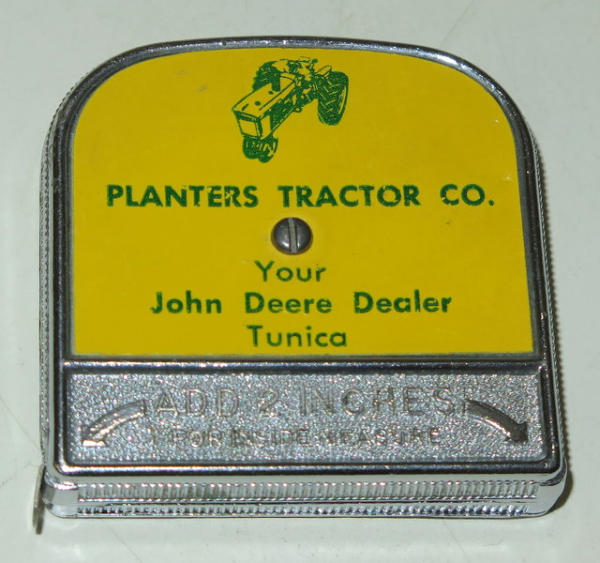 PLANTERS TRACTOR CO.
Your
John Deere Dealer
Tunica
ADD 2 INCHES
FOR INSIDE MEASURE